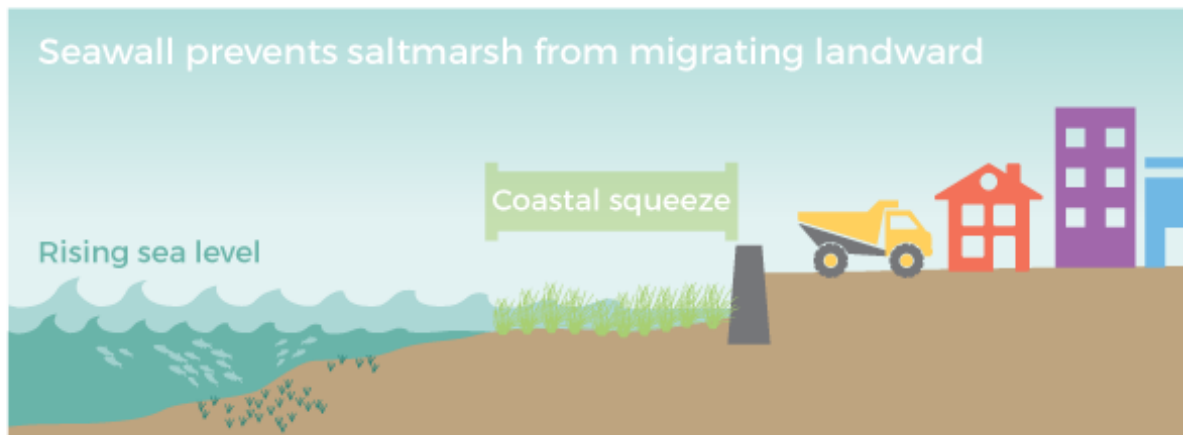 Seawall prevents saltmarsh from migrating landward
Coastal squeeze
Rising sea level